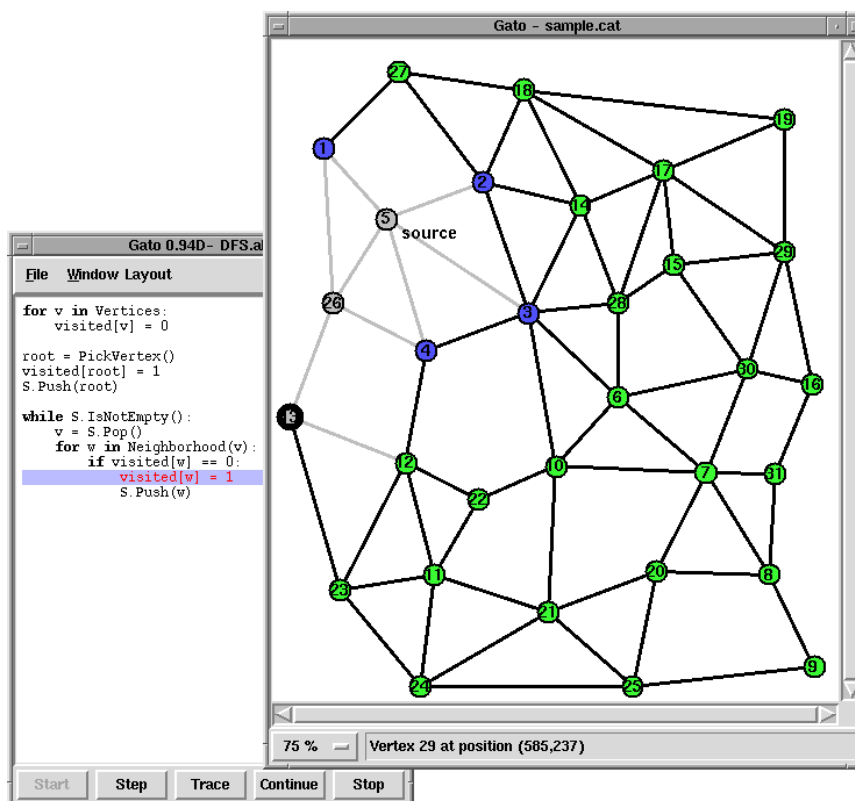 Gato - sample.cat
27
18
19
1
2
17
14
5
source
29
15
26
28
3
4
30
16
6
12
10
7
31
22
11
20
8
23
21
9
24
25
75 %
Vertex 29 at position (585,237)
Gato 0.94D- DFS.al
File Window Layout
for v in Vertices:
visited[v] = 0
root = PickVertex()
visited[root] = 1
S.Push(root)
while S.IsNotEmpty():
v = S.Pop()
for w in Neighborhood(v):
if visited[w] == 0:
visited[w] = 1
S.Push(w)
Start Step Trace Continue Stop